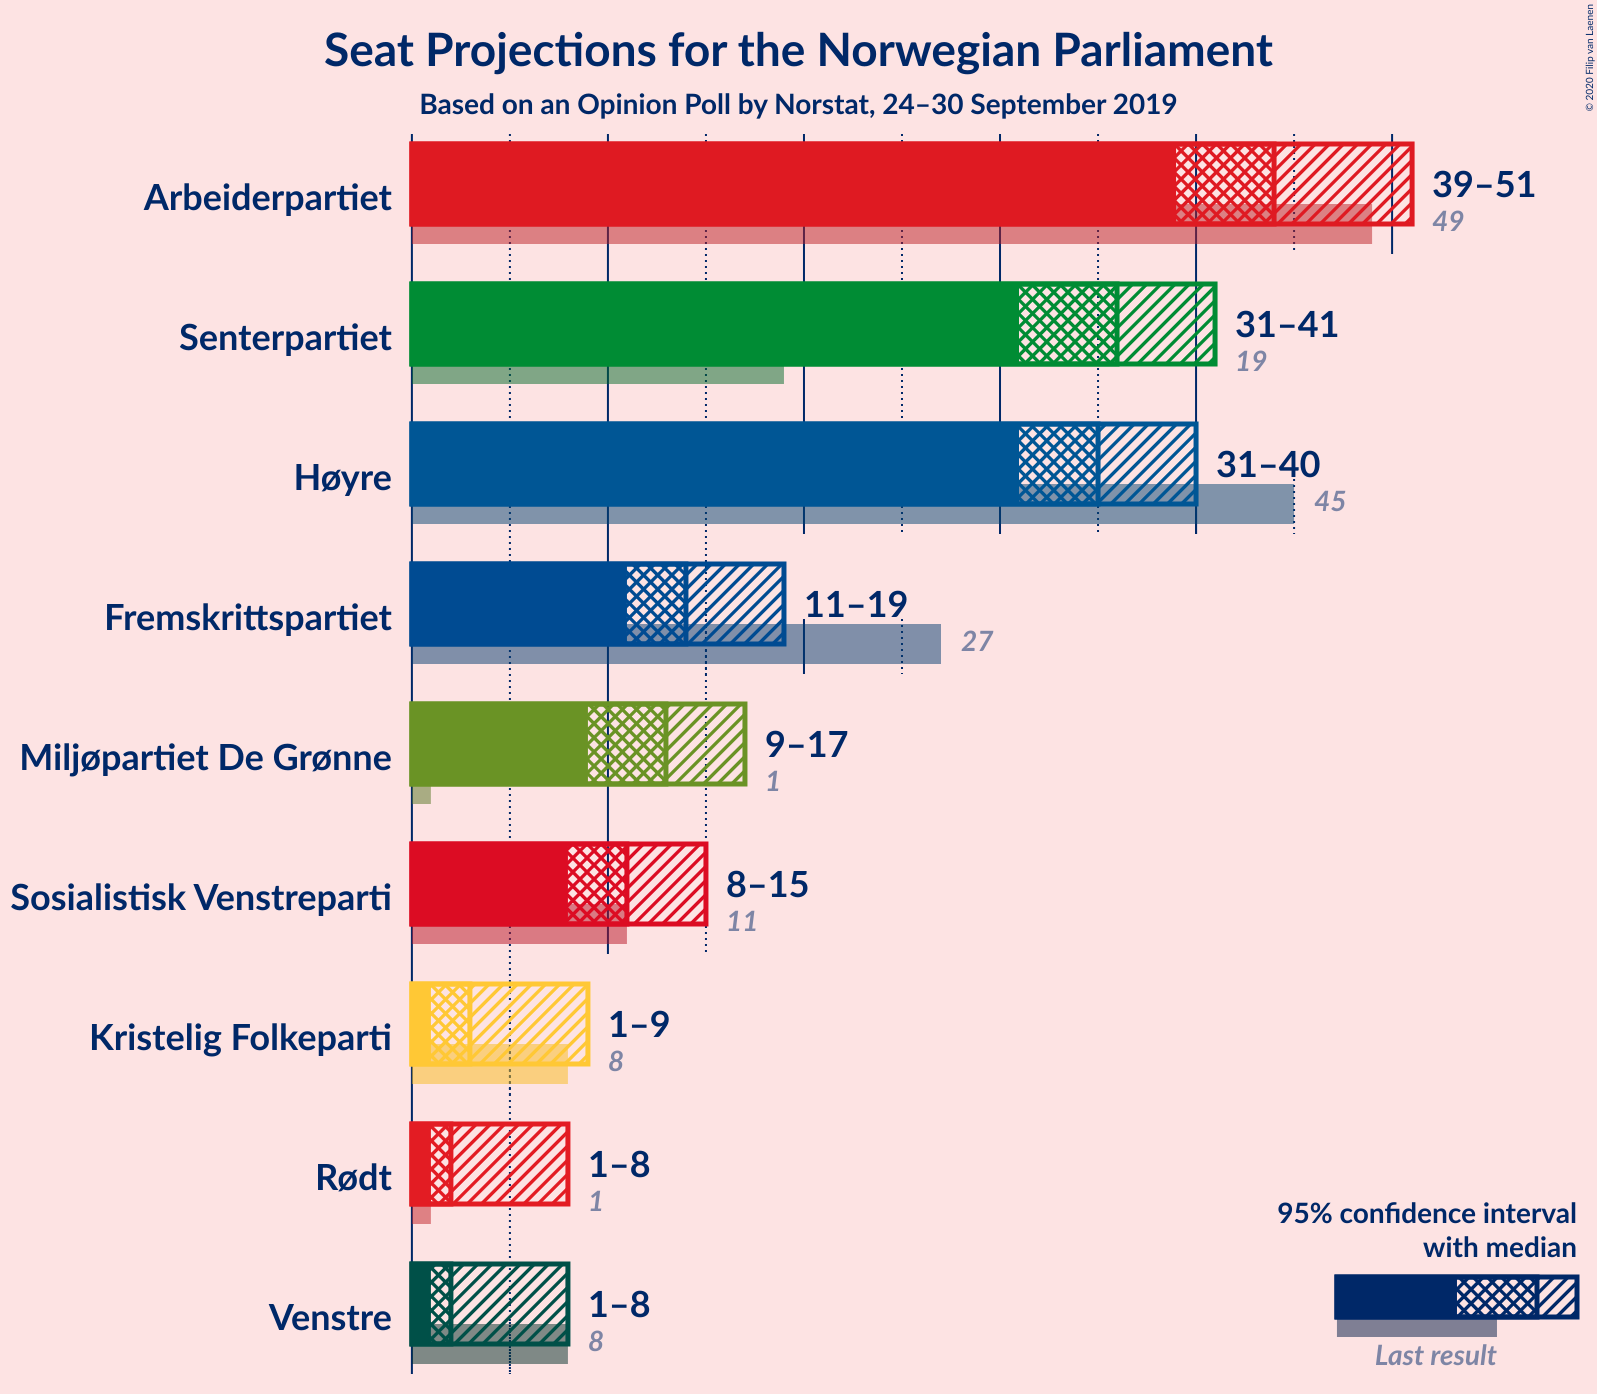 Seat Projections for the Norwegian Parliament
Based on an Opinion Poll by Norstat, 24–30 September 2019
© 2020 Filip van Laenen
Arbeiderpartiet
39–51
49
Senterpartiet
31–41
19
Høyre
31–40
45
Fremskrittspartiet
11–19
27
Miljøpartiet De Grønne
9–17
1
Sosialistisk Venstreparti
8–15
11
Kristelig Folkeparti
1–9
8
Rødt
1–8
1
Venstre
1–8
8
95% confidence interval
with median
Last result